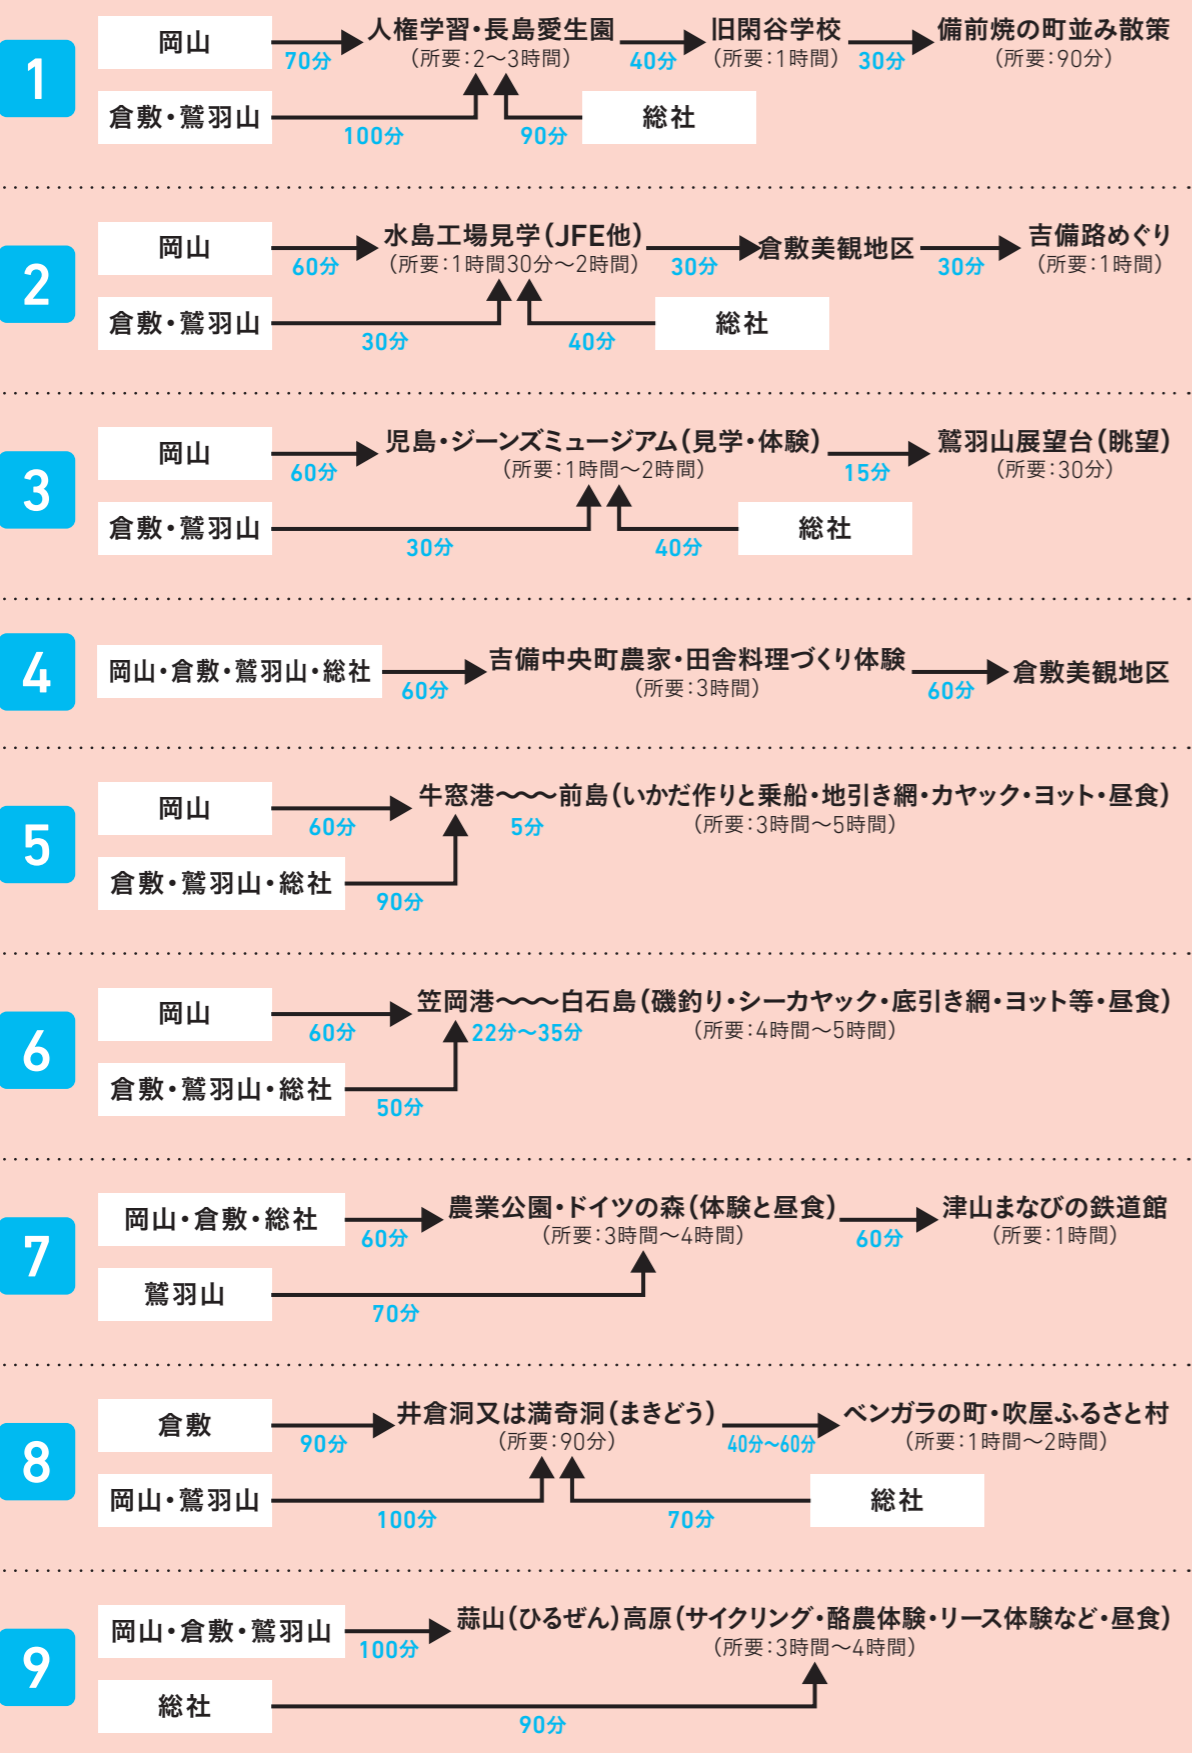 1
岡山
70分
人権学習・長島愛生園
(所要:2〜3時間)
40分
旧閑谷学校
(所要:1時間)
30分
備前焼の町並み散策
(所要:90分)
倉敷・鷲羽山
100分
90分
総社
2
岡山
60分
水島工場見学(JFE他)
(所要:1時間30分〜2時間)
30分
倉敷美観地区
30分
吉備路めぐり
(所要:1時間)
倉敷・鷲羽山
30分
40分
総社
3
岡山
60分
児島・ジーンズミュージアム(見学・体験)
(所要:1時間〜2時間)
15分
鷲羽山展望台(眺望)
(所要:30分)
倉敷・鷲羽山
30分
40分
総社
4
岡山・倉敷・鷲羽山・総社
60分
吉備中央町農家・田舎料理づくり体験
(所要:3時間)
60分
倉敷美観地区
5
岡山
60分
牛窓港〜〜〜前島(いかだ作りと乗船・地引き網・カヤック・ヨット・昼食)
5分
(所要:3時間〜5時間)
倉敷・鷲羽山・総社
90分
6
岡山
60分
笠岡港〜〜〜白石島(磯釣り・シーカヤック・底引き網・ヨット等・昼食)
22分〜35分
(所要:4時間〜5時間)
倉敷・鷲羽山・総社
50分
7
岡山・倉敷・総社
60分
農業公園・ドイツの森(体験と昼食)
(所要:3時間〜4時間)
60分
津山まなびの鉄道館
(所要:1時間)
鷲羽山
70分
8
倉敷
90分
井倉洞又は満奇洞(まきどう)
(所要:90分)
40分〜60分
ベンガラの町・吹屋ふるさと村
(所要:1時間〜2時間)
岡山・鷲羽山
100分
70分
総社
9
岡山・倉敷・鷲羽山
100分
蒜山(ひるぜん)高原(サイクリング・酪農体験・リース体験など・昼食)
(所要:3時間〜4時間)
総社
90分